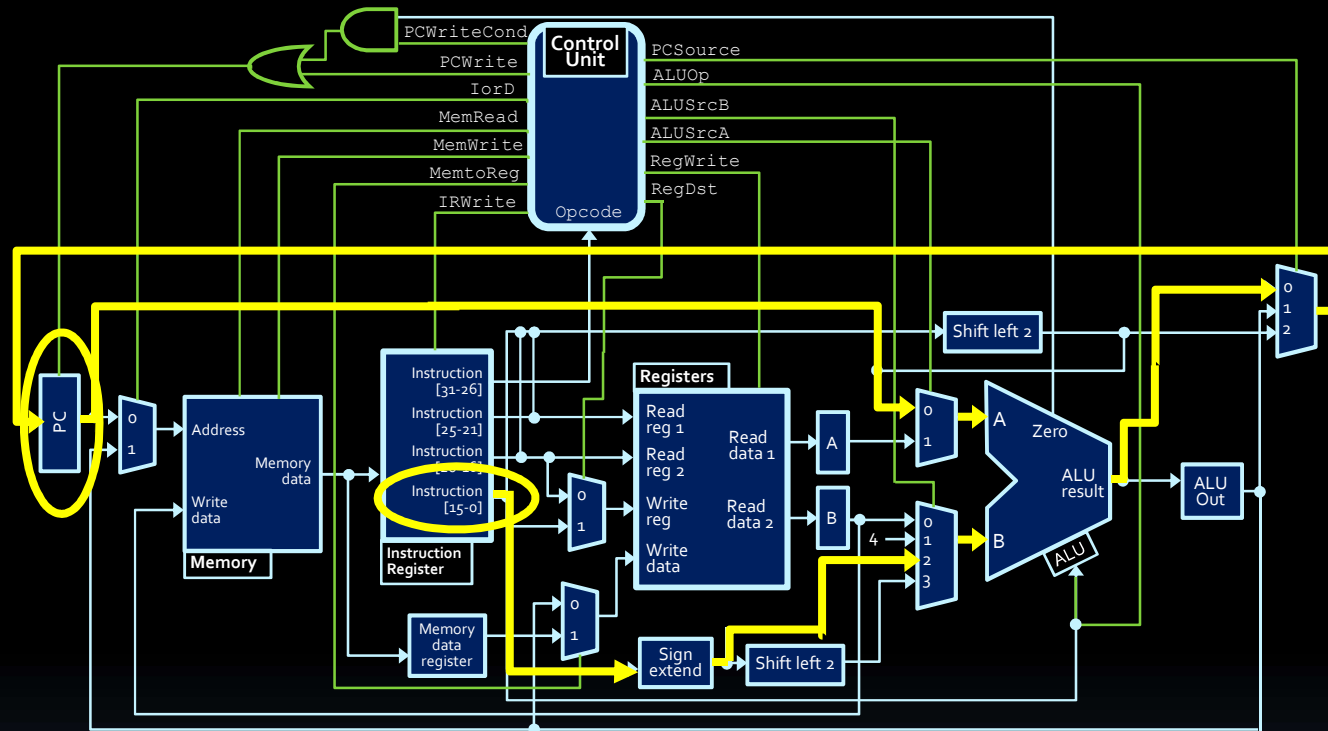 PCWriteCond
PCWrite
IorD
MemRead
MemWrite
MemtoReg
IRWrite
Control
Unit
Opcode
PCSource
ALUOp
ALUSrcB
ALUSrcA
RegWrite
RegDst
0
1
2
Shift left 2
PC
0
1
Address
Memory
data
Write
data
Memory
Instruction
[31-26]
Instruction
[25-21]
Instruction
Instruction
[15-0]
Instruction
Register
0
1
Registers
Read
reg 1
Read
reg 2
Write
reg
Write
data
Read
data 1
Read
data 2
A
B
0
1
4
0
1
2
3
A
B
Zero
ALU
result
ALU
ALU
Out
0
1
Memory
data
register
Sign
extend
Shift left 2